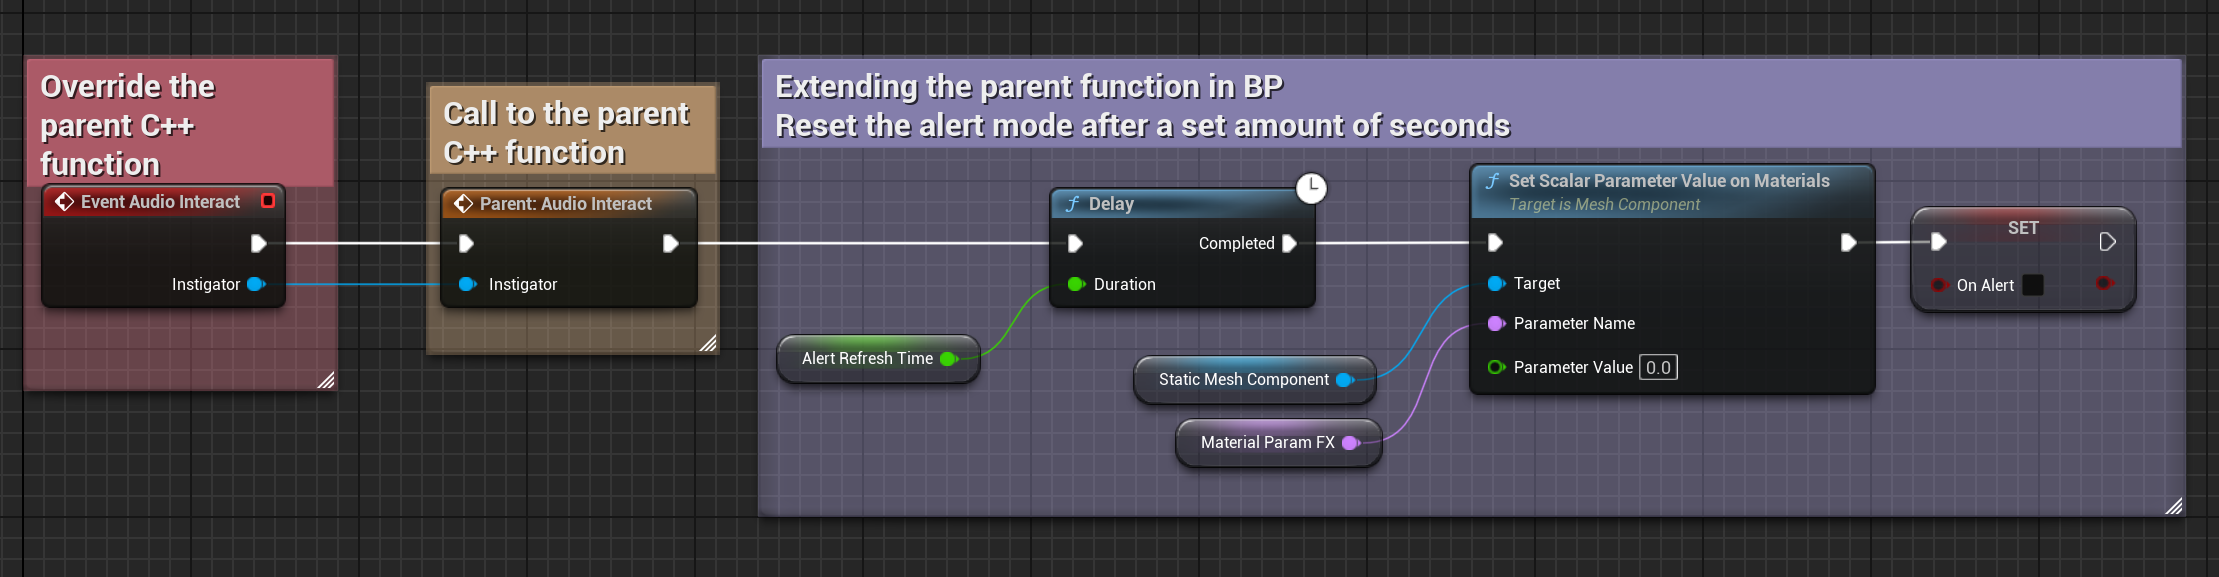 Override the
parent C++
function
Event Audio Interact
Instigator
Call to the parent
C++ function
Parent: Audio Interact
Instigator
Extending the parent function in BP
Reset the alert mode after a set amount of seconds
Delay
Completed
Duration
Alert Refresh Time
Static Mesh Component
Material Param FX
Set Scalar Parameter Value on Materials
Target is Mesh Component
Target
Parameter Name
Parameter Value 0.0
SET
On Alert